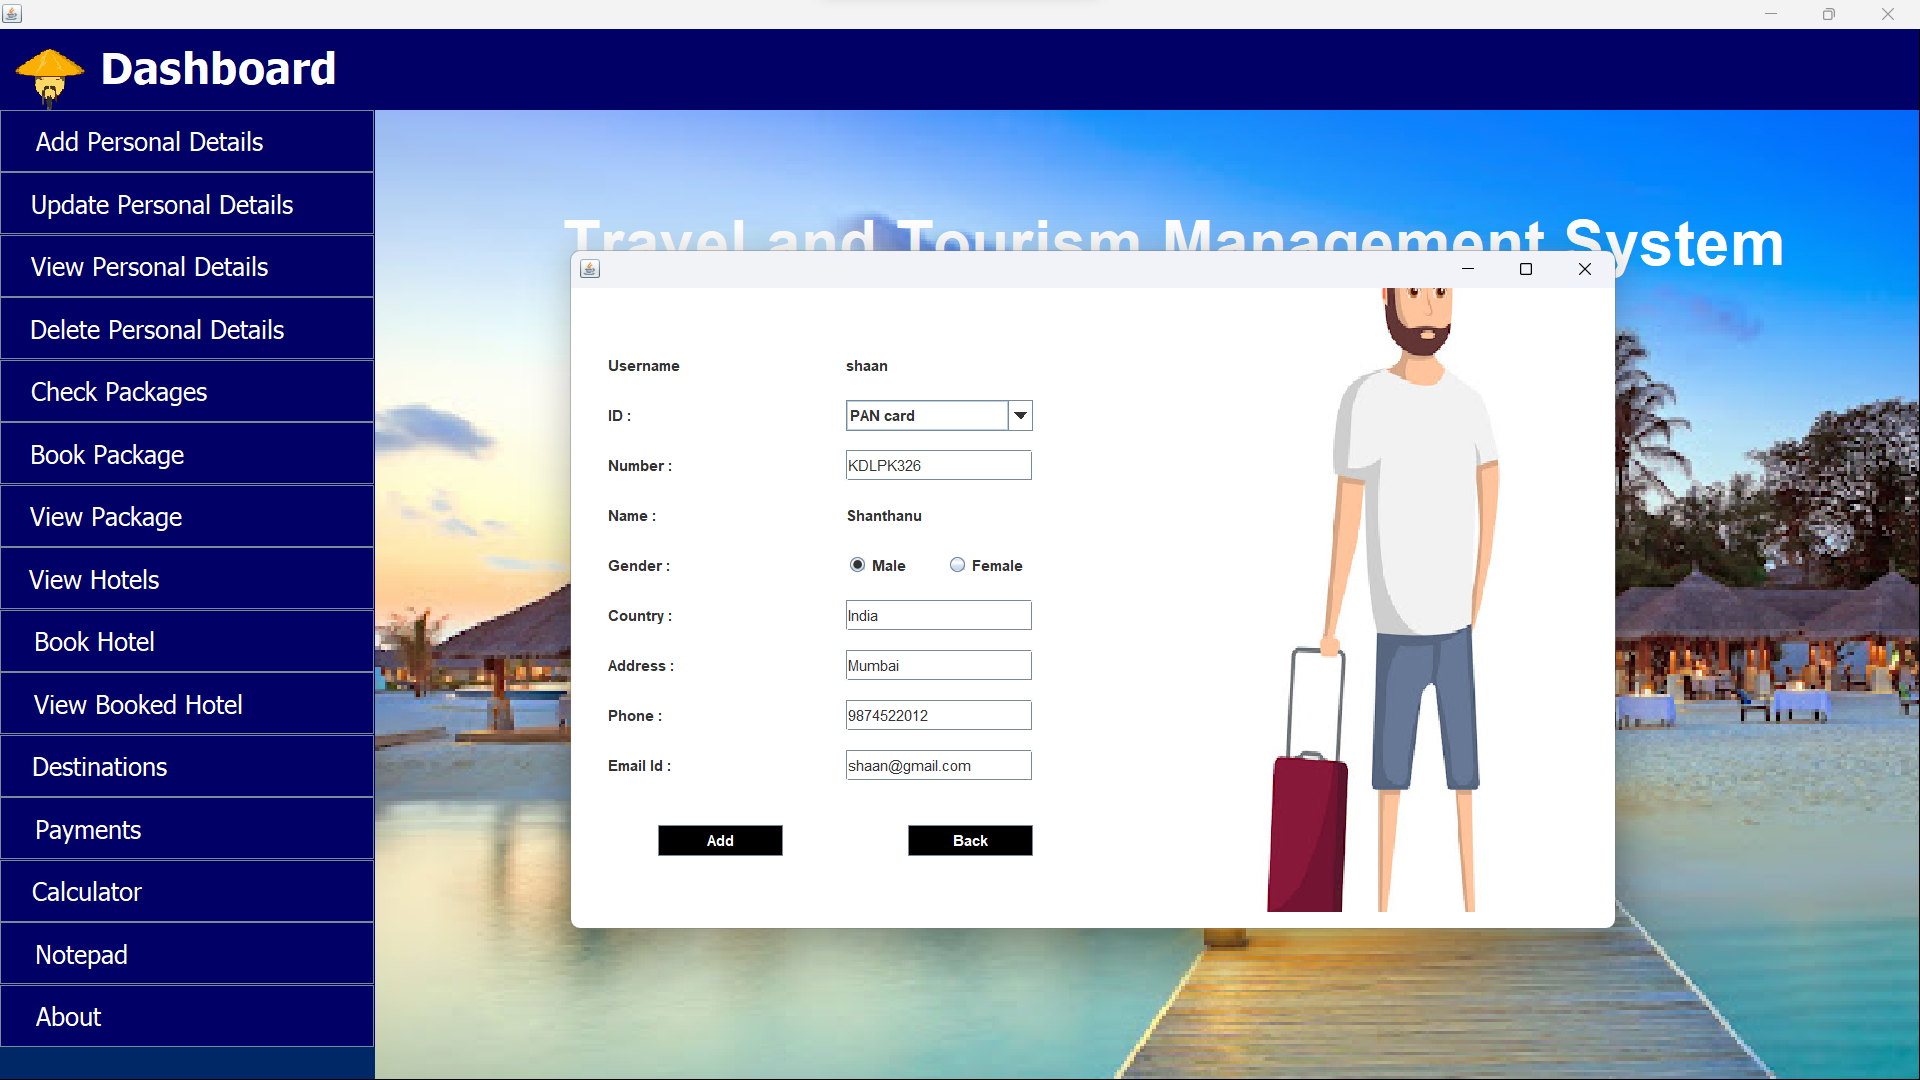 Dashboard
Add Personal Details
Update Personal Details
View Personal Details
Delete Personal Details
Check Packages
Book Package
View Package
View Hotels
Book Hotel
View Booked Hotel
Destinations
Payments
Calculator
Notepad
About
Travel and Tourism Management System
Username shaan
ID : PAN card
Number : KDLPK326
Name : Shanthanu
Gender : Male Female
Country : India
Address : Mumbai
Phone : 9874522012
Email Id : shaan@gmail.com
Add Back